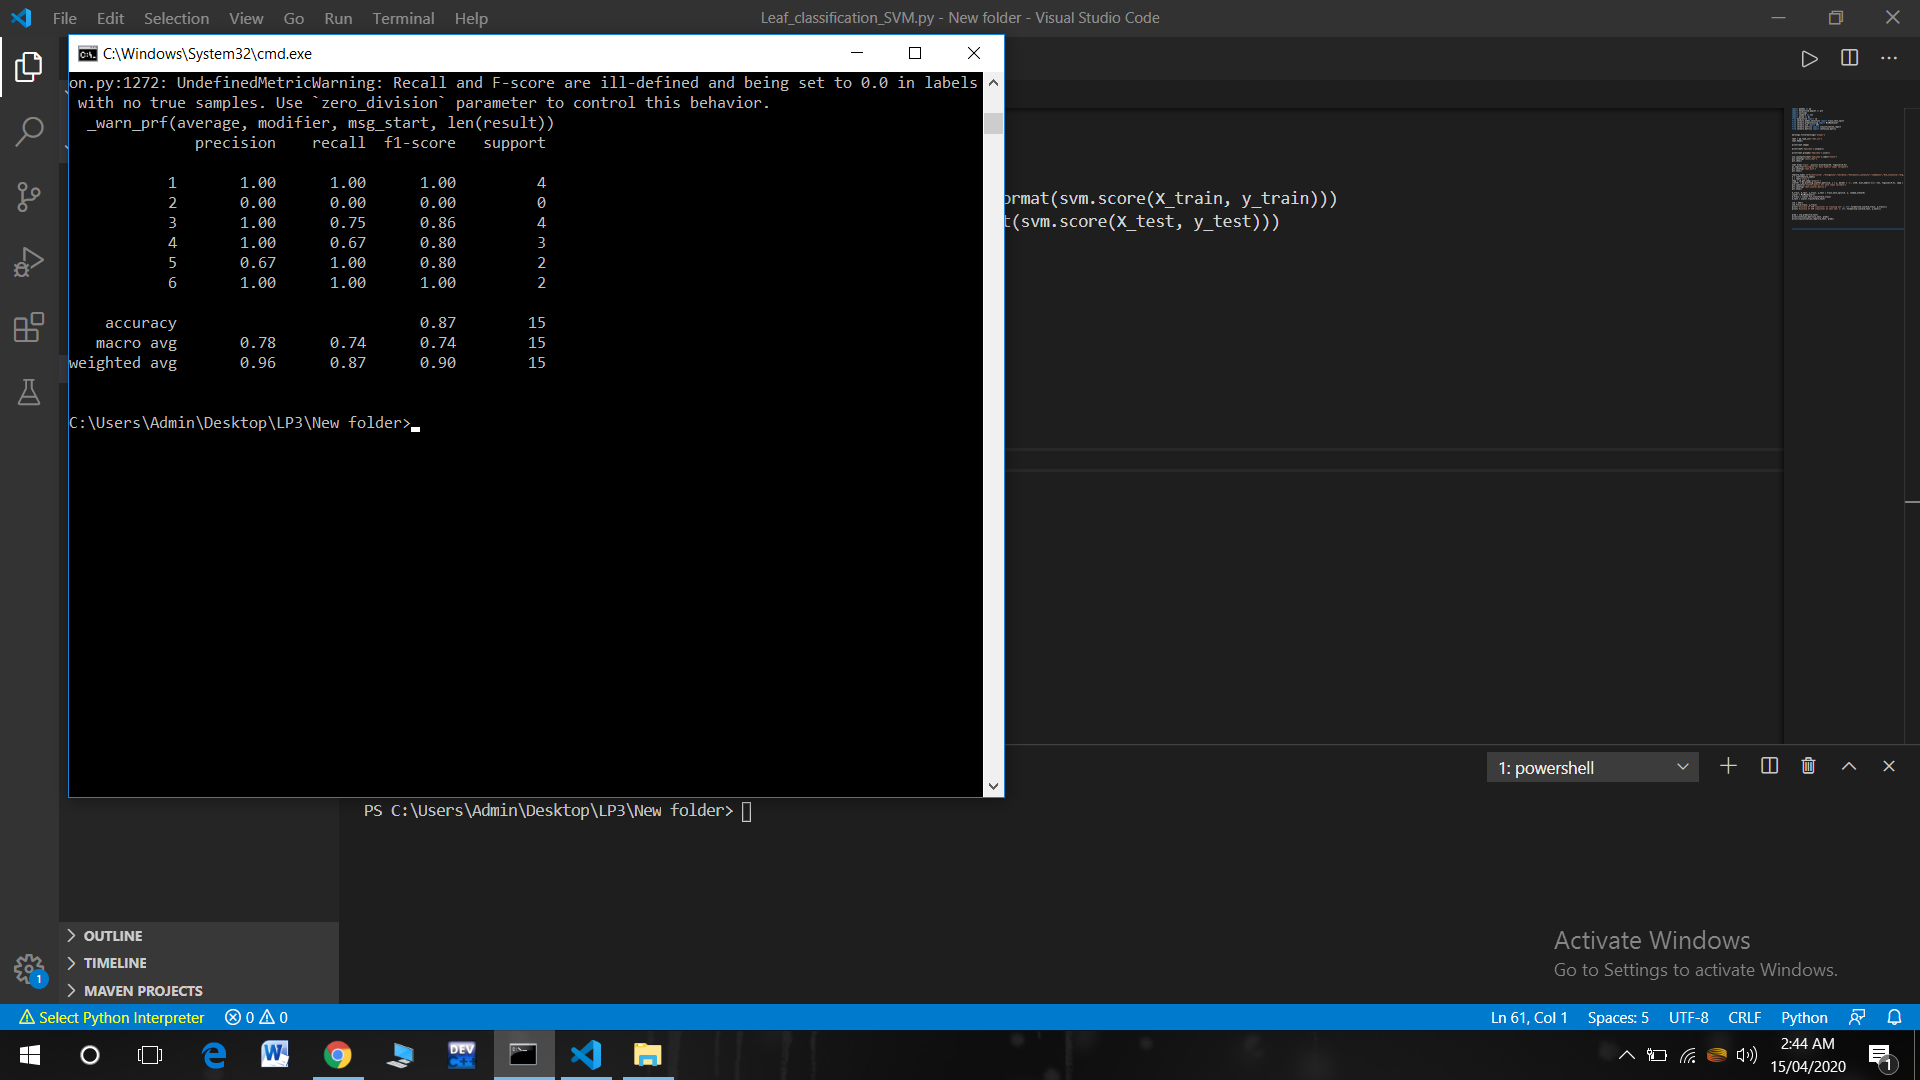 File Edit Selection View Go Run Terminal Help
Leaf_classification_SVM.py - New folder - Visual Studio Code
C:\Windows\System32\cmd.exe
on.py:1272: UndefinedMetricWarning: Recall and F-score are ill-defined and being set to 0.0 in labels
with no true samples. Use `zero_division` parameter to control this behavior.
_warn_prf(average, modifier, msg_start, len(result))
precision recall f1-score support
1 1.00 1.00 1.00 4
2 0.00 0.00 0.00 0
3 1.00 0.75 0.86 4
4 1.00 0.67 0.80 3
5 0.67 1.00 0.80 2
6 1.00 1.00 1.00 2
accuracy 0.87 15
macro avg 0.78 0.74 0.74 15
weighted avg 0.96 0.87 0.90 15
C:\Users\Admin\Desktop\LP3\New folder>
ormat(svm.score(X_train, y_train)))
t(svm.score(X_test, y_test)))
1: powershell
PS C:\Users\Admin\Desktop\LP3\New folder>
OUTLINE
TIMELINE
MAVEN PROJECTS
1
Activate Windows
Go to Settings to activate Windows.
Select Python Interpreter 0 0
Ln 61, Col 1 Spaces: 5 UTF-8 CRLF Python
DEV C++
2:44 AM
15/04/2020
1